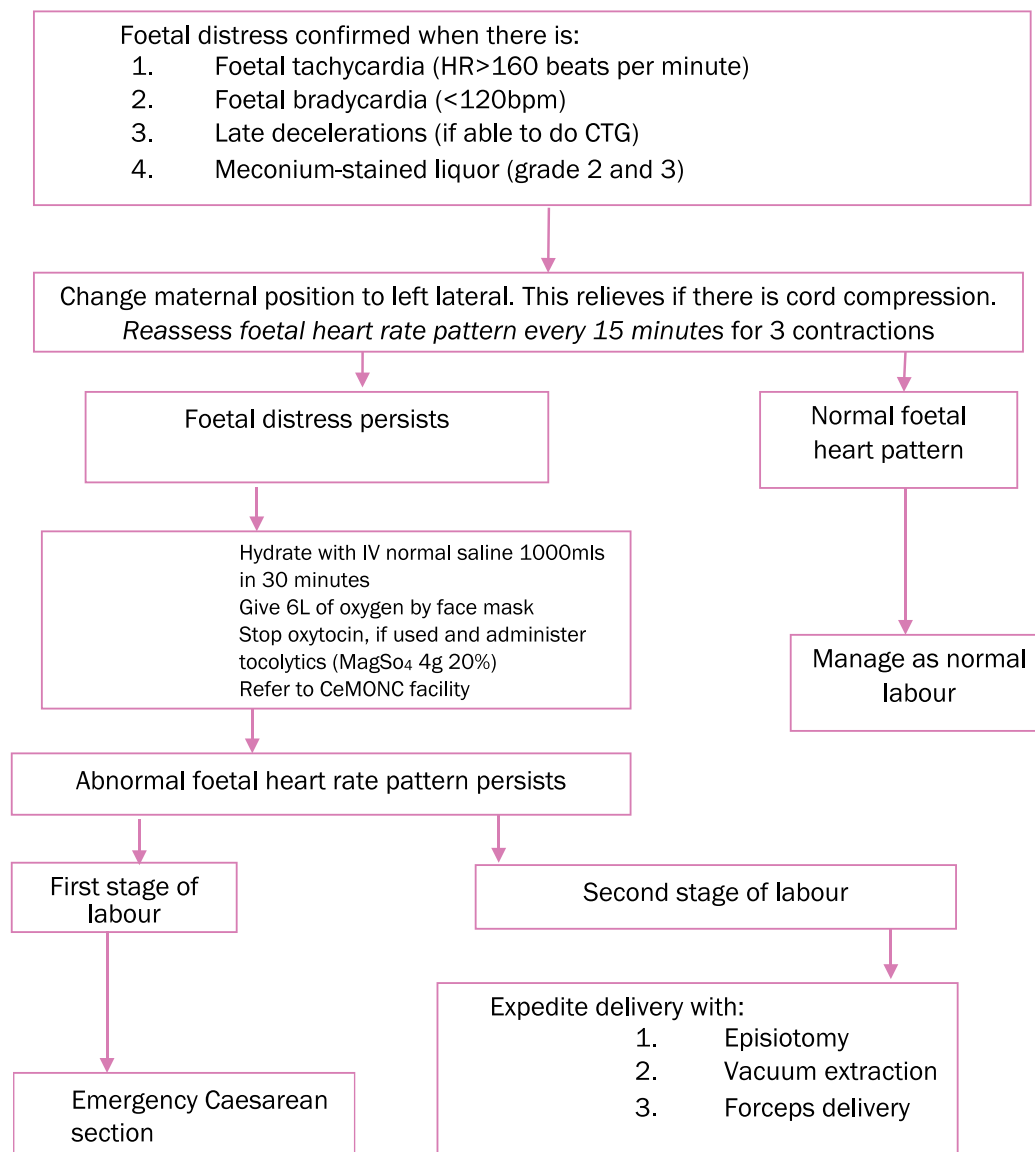 Foetal distress confirmed when there is:
1. Foetal tachycardia (HR>160 beats per minute)
2. Foetal bradycardia (<120bpm)
3. Late decelerations (if able to do CTG)
4. Meconium-stained liquor (grade 2 and 3)
Change maternal position to left lateral. This relieves if there is cord compression.
Reassess foetal heart rate pattern every 15 minutes for 3 contractions
Foetal distress persists
Normal foetal
heart pattern
Hydrate with IV normal saline 1000mls
in 30 minutes
Give 6L of oxygen by face mask
Stop oxytocin, if used and administer
tocolytics (MagSo₄ 4g 20%)
Refer to CeMONC facility
Manage as normal
labour
Abnormal foetal heart rate pattern persists
First stage of
labour
Second stage of labour
Expedite delivery with:
1. Episiotomy
2. Vacuum extraction
3. Forceps delivery
Emergency Caesarean
section